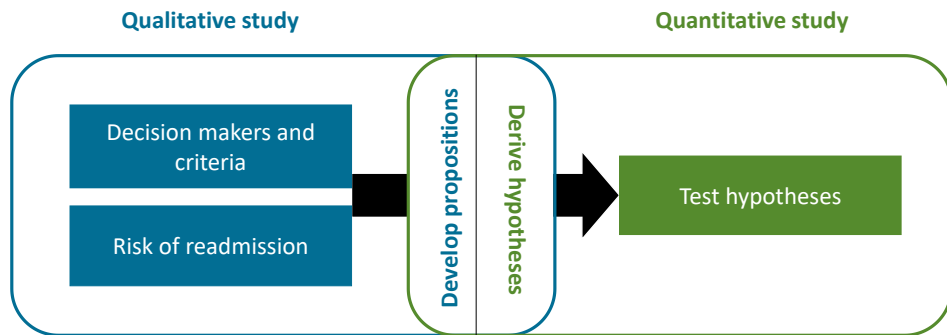 Qualitative study
Quantitative study
Decision makers and
criteria
Risk of readmission
Develop propositions
Derive hypotheses
Test hypotheses